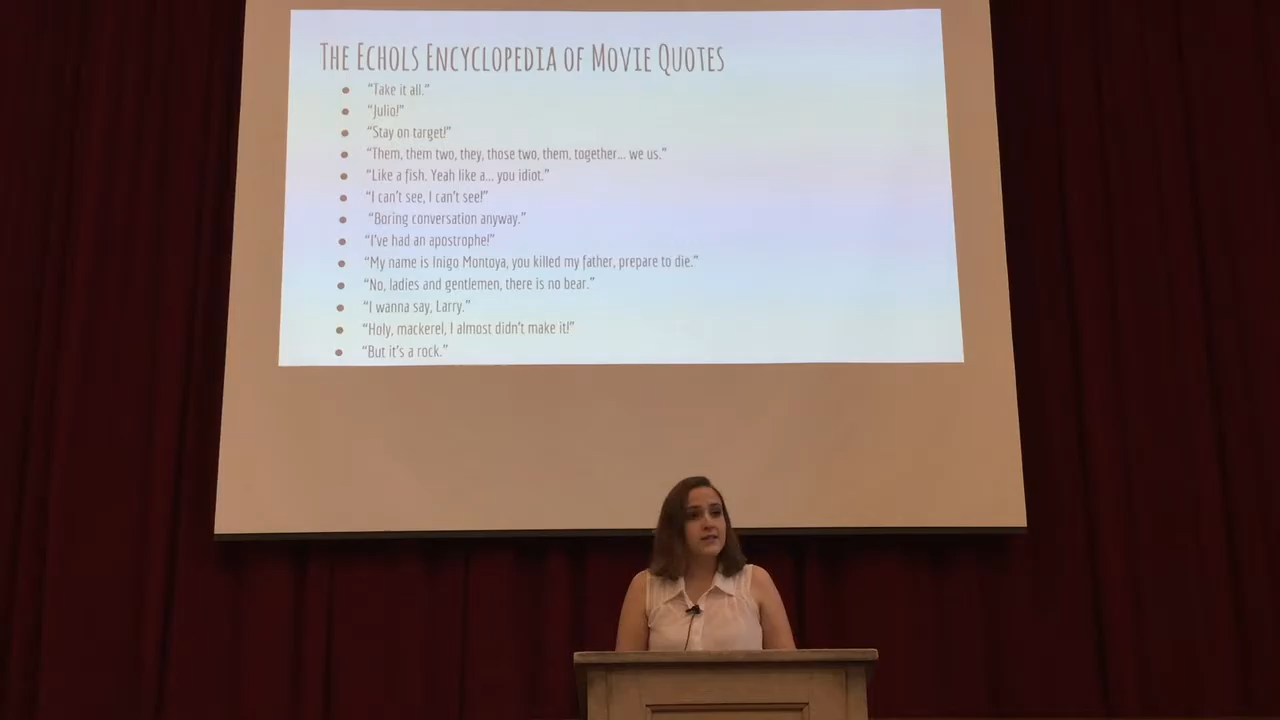 THE ECHOLS ENCYCLOPEDIA OF MOVIE QUOTES
● “Take it all.”
● “Julio!”
● “Stay on target!”
● “Them, them two, they, those two, them, together... we us.”
● “Like a fish. Yeah like a... you idiot.”
● “I can't see, I can't see!”
● “Boring conversation anyway.”
● “I've had an apostrophe!”
● “My name is Inigo Montoya, you killed my father, prepare to die.”
● “No, ladies and gentlemen, there is no bear.”
● “I wanna say, Larry.”
● “Holy, mackerel, I almost didn't make it!”
● “But it's a rock.”